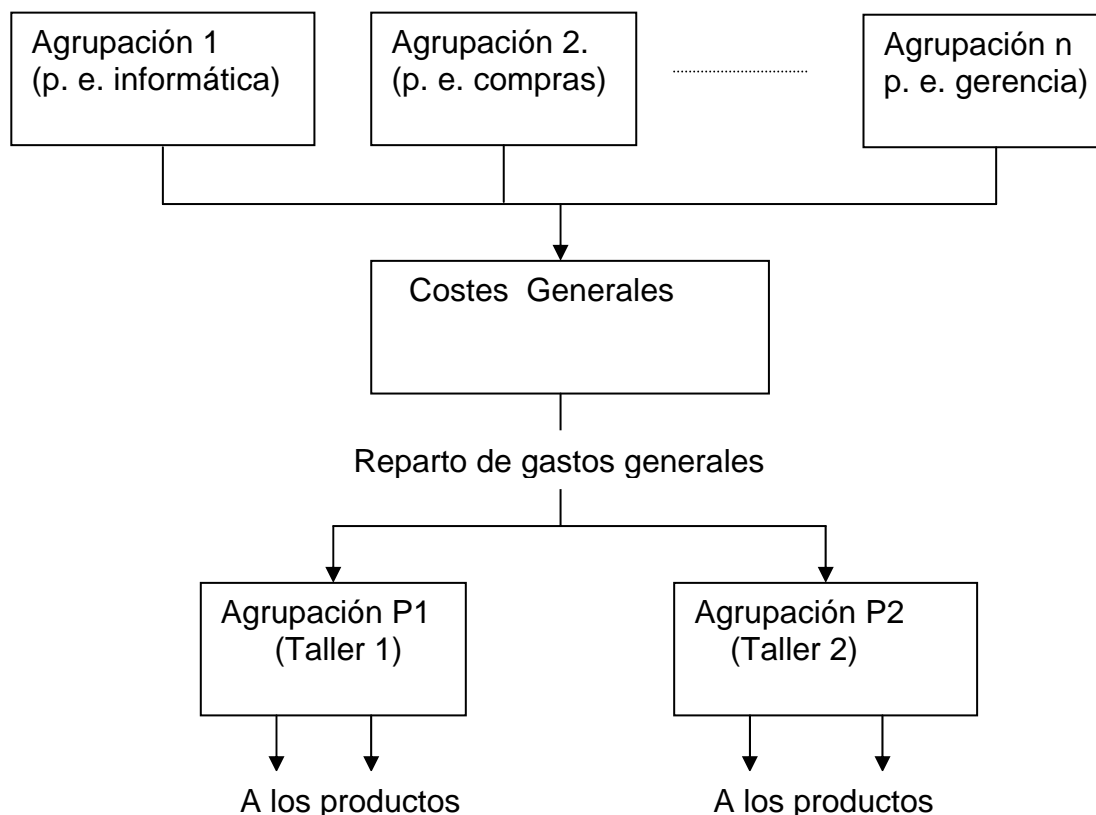 Agrupación 1
(p. e. informática)
Agrupación 2.
(p. e. compras)
Agrupación n
p. e. gerencia)
Costes Generales
Reparto de gastos generales
Agrupación P1
(Taller 1)
Agrupación P2
(Taller 2)
A los productos
A los productos